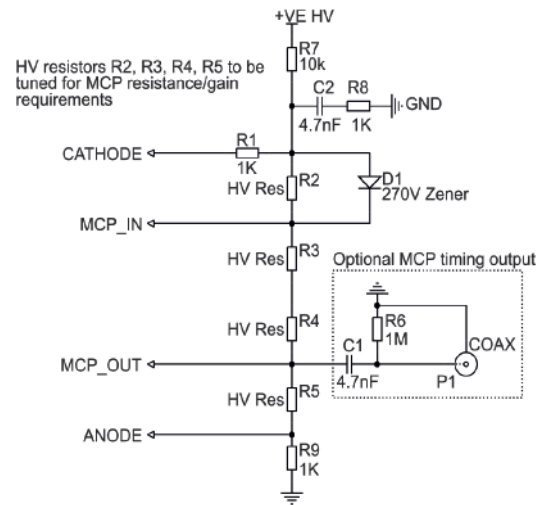 +VE HV
R7
10k
HV resistors R2, R3, R4, R5 to be
tuned for MCP resistance/gain
requirements
C2
R8
GND
4.7nF
1K
R1
CATHODE
1K
D1
R2
HV Res
270V Zener
MCP_IN
R3
HV Res
Optional MCP timing output
R4
HV Res
R6
1M
COAX
C1
MCP_OUT
4.7nF
P1
R5
HV Res
ANODE
R9
1K